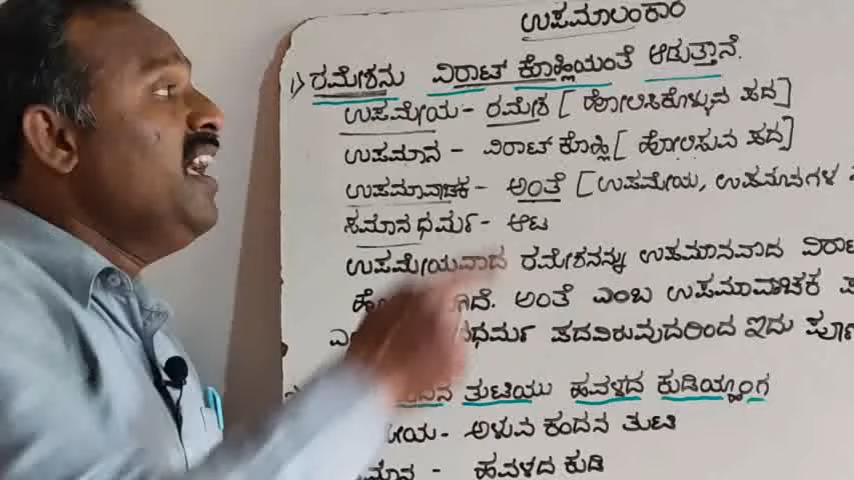 ಉಪಮಾಲಂಕಾರ
1) ರಮೇಶನು ವಿರಾಟ್ ಕೊಹ್ಲಿಯಂತೆ ಆಡುತ್ತಾನೆ.
ಉಪಮೇಯ - ರಮೇಶ [ಹೋಲಿಸಿಕೊಳ್ಳುವ ಪದ]
ಉಪಮಾನ - ವಿರಾಟ್ ಕೊಹ್ಲಿ [ಹೋಲಿಸುವ ಪದ]
ಉಪಮಾವಾಚಕ - ಅಂತೆ [ಉಪಮೇಯ, ಉಪಮಾನಗಳ
ಸಮಾನ ಧರ್ಮ - ಆಟ
ಉಪಮೇಯವಾದ ರಮೇಶನನ್ನು ಉಪಮಾನವಾದ
ಅಂತೆ ಎಂಬ ಉಪಮಾವಾಚಕ
ಪದವಿರುವುದರಿಂದ ಇದು
ತುಟಿಯು ಹವಳದ ಕುಡಿಯ್ಹಾಂಗ
ಅಳುವ ಕಂದನ ತುಟಿ
ಹವಳದ ಕುಡಿ